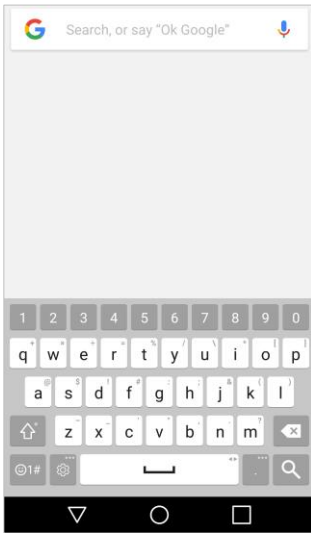 G Search, or say "Ok Google"
1 2 3 4 5 6 7 8 9 0
q w e r t y u i o p
a s d f g h j k l
z x c v b n m
1# .